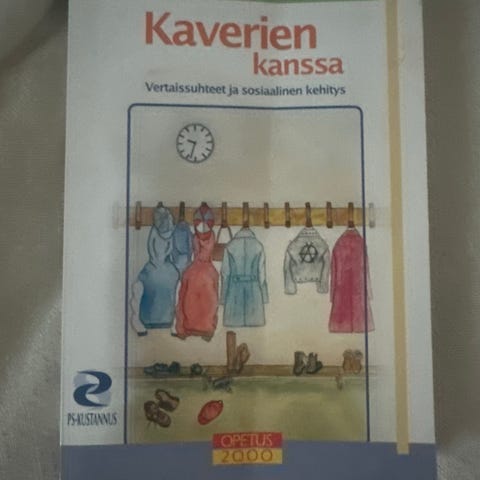 Kaverien
kanssa
Vertaissuhteet ja sosiaalinen kehitys
PS-KUSTANNUS
OPETUS
2000